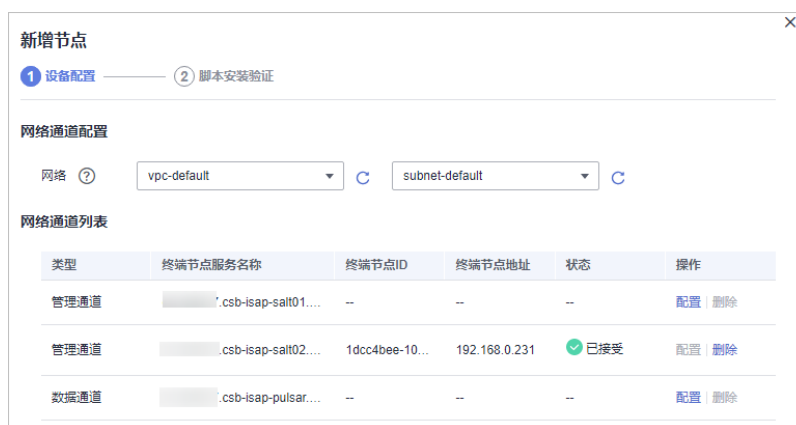 新增节点
1 设备配置 2 脚本安装验证
网络通道配置
网络 ? vpc-default subnet-default
网络通道列表
类型 终端节点服务名称 终端节点ID 终端节点地址 状态 操作
管理通道 .csb-isap-salt01.... -- -- -- 配置 | 删除
管理通道 .csb-isap-salt02.... 1dcc4bee-10... 192.168.0.231 已接受 配置 | 删除
数据通道 .csb-isap-pulsar.... -- -- -- 配置 | 删除